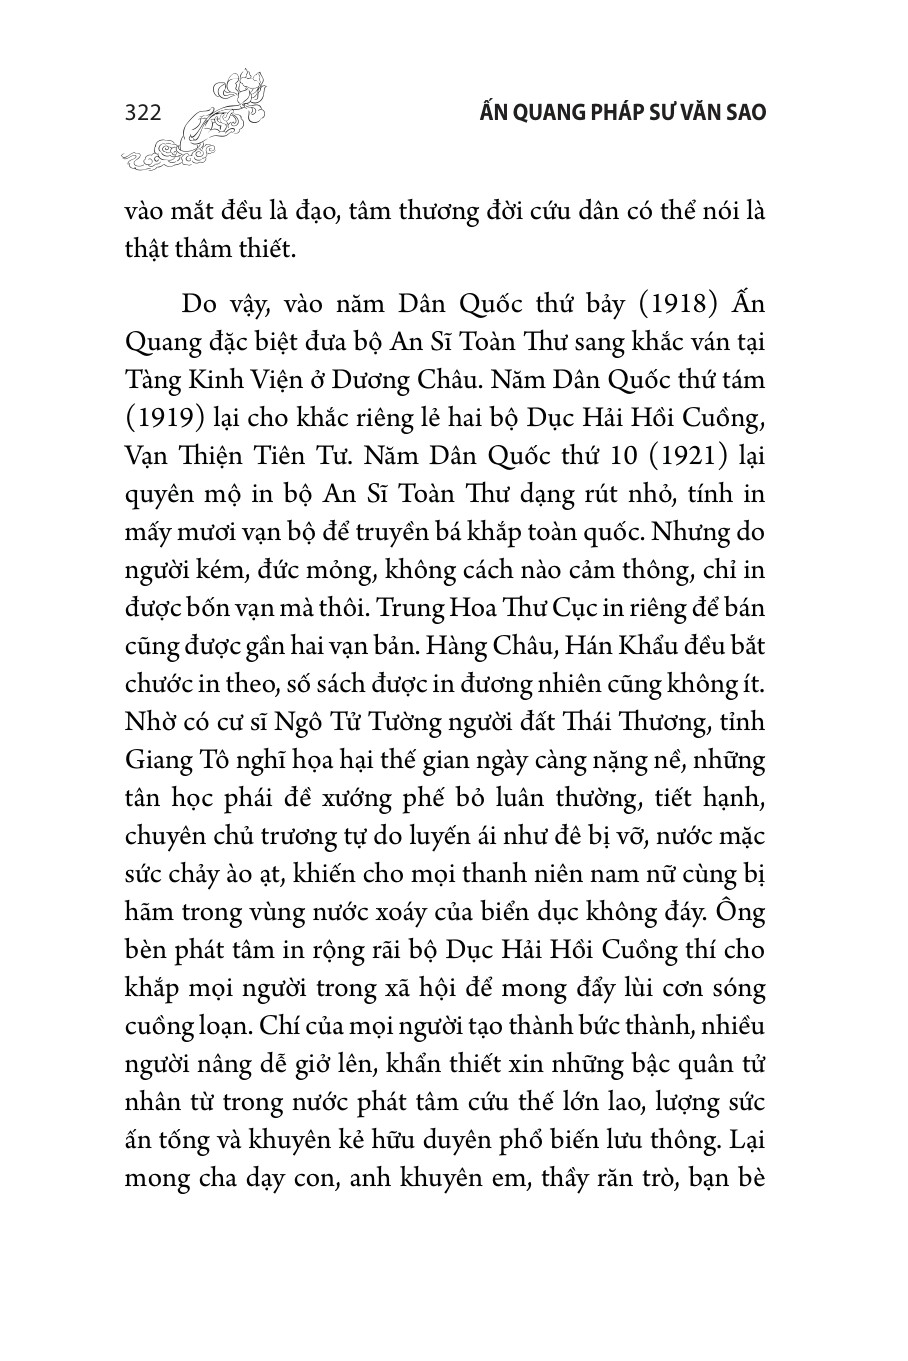 322
ẤN QUANG PHÁP SƯ VĂN SAO
vào mắt đều là đạo, tâm thương đời cứu dân có thể nói là
thật thâm thiết.
Do vậy, vào năm Dân Quốc thứ bảy (1918) Ấn
Quang đặc biệt đưa bộ An Sĩ Toàn Thư sang khắc ván tại
Tàng Kinh Viện ở Dương Châu. Năm Dân Quốc thứ tám
(1919) lại cho khắc riêng lẻ hai bộ Dục Hải Hồi Cuồng,
Vạn Thiện Tiên Tư. Năm Dân Quốc thứ 10 (1921) lại
quyên mộ in bộ An Sĩ Toàn Thư dạng rút nhỏ, tính in
mấy mươi vạn bộ để truyền bá khắp toàn quốc. Nhưng do
người kém, đức mỏng, không cách nào cảm thông, chỉ in
được bốn vạn mà thôi. Trung Hoa Thư Cục in riêng để bán
cũng được gần hai vạn bản. Hàng Châu, Hán Khẩu đều bắt
chước in theo, số sách được in đương nhiên cũng không ít.
Nhờ có cư sĩ Ngô Tử Tường người đất Thái Thương, tỉnh
Giang Tô nghĩ họa hại thế gian ngày càng nặng nề, những
tân học phái đề xướng phế bỏ luân thường, tiết hạnh,
chuyên chủ trương tự do luyến ái như đê bị vỡ, nước mặc
sức chảy ào ạt, khiến cho mọi thanh niên nam nữ cùng bị
hãm trong vùng nước xoáy của biển dục không đáy. Ông
bèn phát tâm in rộng rãi bộ Dục Hải Hồi Cuồng thí cho
khắp mọi người trong xã hội để mong đẩy lùi cơn sóng
cuồng loạn. Chí của mọi người tạo thành bức thành, nhiều
người nâng dễ giở lên, khẩn thiết xin những bậc quân tử
nhân từ trong nước phát tâm cứu thế lớn lao, lượng sức
ấn tống và khuyên kẻ hữu duyên phổ biến lưu thông. Lại
mong cha dạy con, anh khuyên em, thầy răn trò, bạn bè